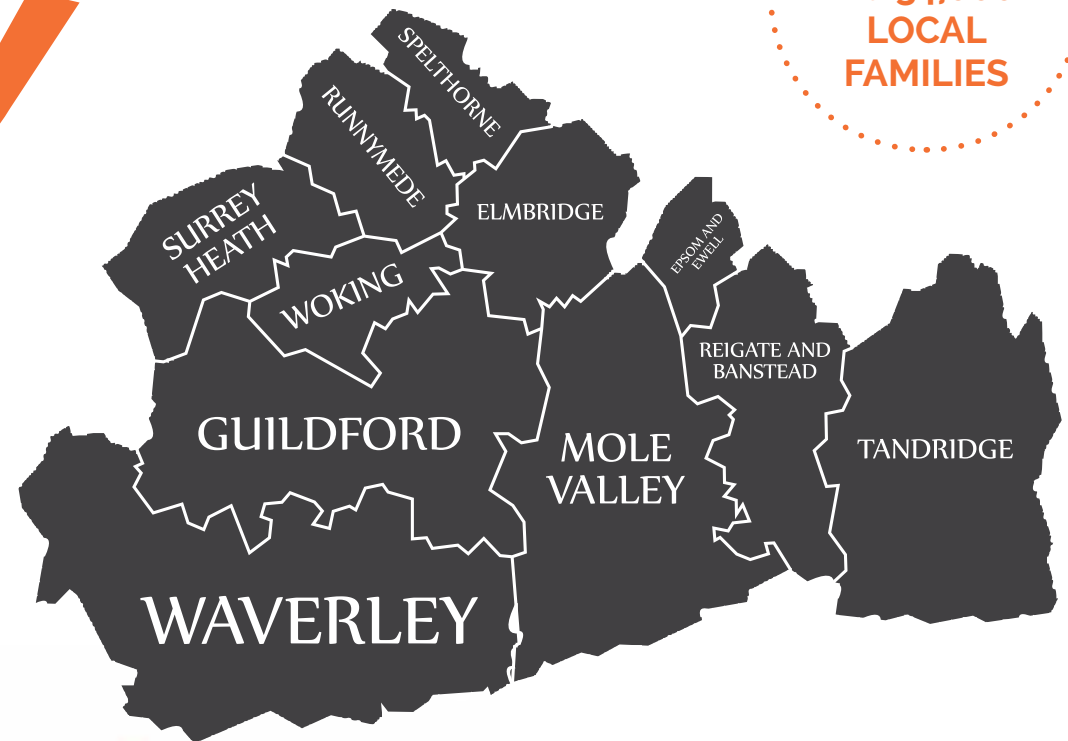 LOCAL
FAMILIES
SPELTHORNE
RUNNYMEDE
ELMBRIDGE
SURREY
HEATH
EPSOM AND
EWELL
WOKING
REIGATE AND
BANSTEAD
GUILDFORD
MOLE
VALLEY
TANDRIDGE
WAVERLEY